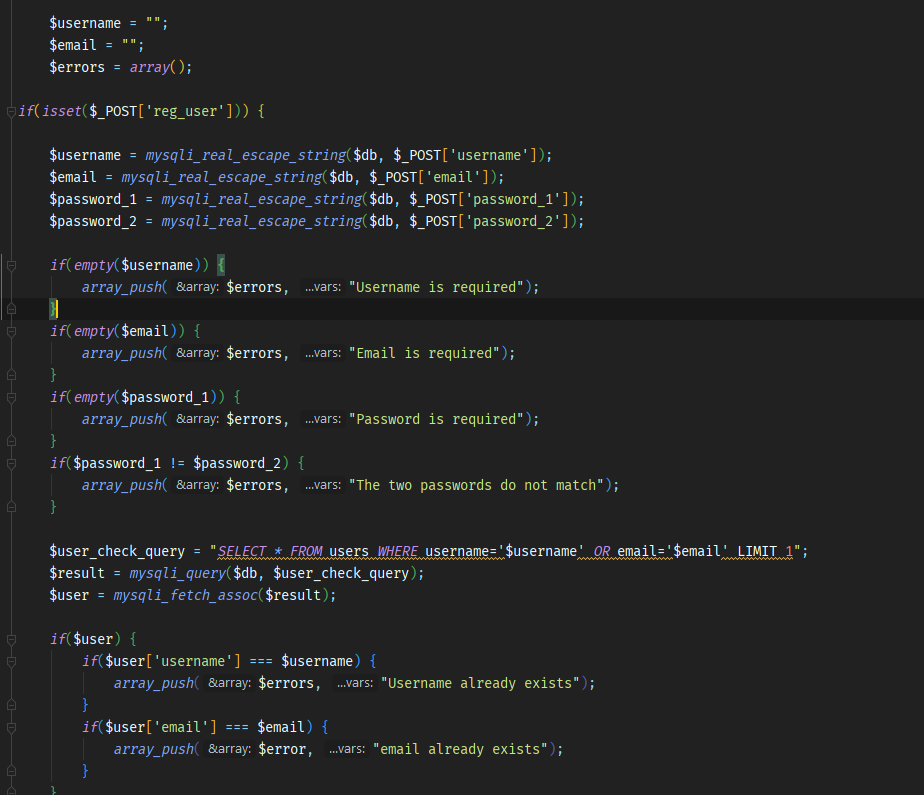 $username = "";
$email = "";
$errors = array();
if(isset($_POST['reg_user'])) {
$username = mysqli_real_escape_string($db, $_POST['username']);
$email = mysqli_real_escape_string($db, $_POST['email']);
$password_1 = mysqli_real_escape_string($db, $_POST['password_1']);
$password_2 = mysqli_real_escape_string($db, $_POST['password_2']);
if(empty($username)) {
array_push( &array: $errors, ...vars: "Username is required");
}
if(empty($email)) {
array_push( &array: $errors, ...vars: "Email is required");
}
if(empty($password_1)) {
array_push( &array: $errors, ...vars: "Password is required");
}
if($password_1 != $password_2) {
array_push( &array: $errors, ...vars: "The two passwords do not match");
}
$user_check_query = "SELECT * FROM users WHERE username='$username' OR email='$email' LIMIT 1";
$result = mysqli_query($db, $user_check_query);
$user = mysqli_fetch_assoc($result);
if($user) {
if($user['username'] === $username) {
array_push( &array: $errors, ...vars: "Username already exists");
}
if($user['email'] === $email) {
array_push( &array: $error, ...vars: "email already exists");
}
}